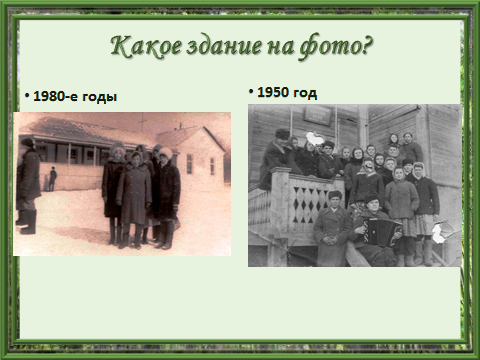 Какое здание на фото?
• 1980-е годы
• 1950 год